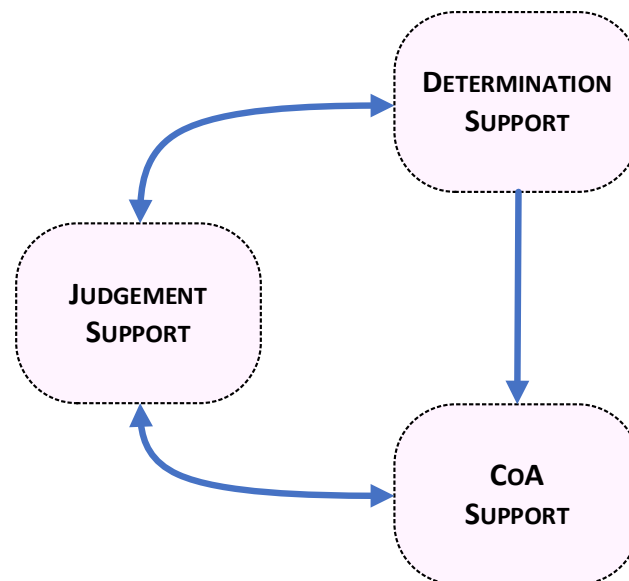 DETERMINATION
SUPPORT
JUDGEMENT
SUPPORT
COA
SUPPORT